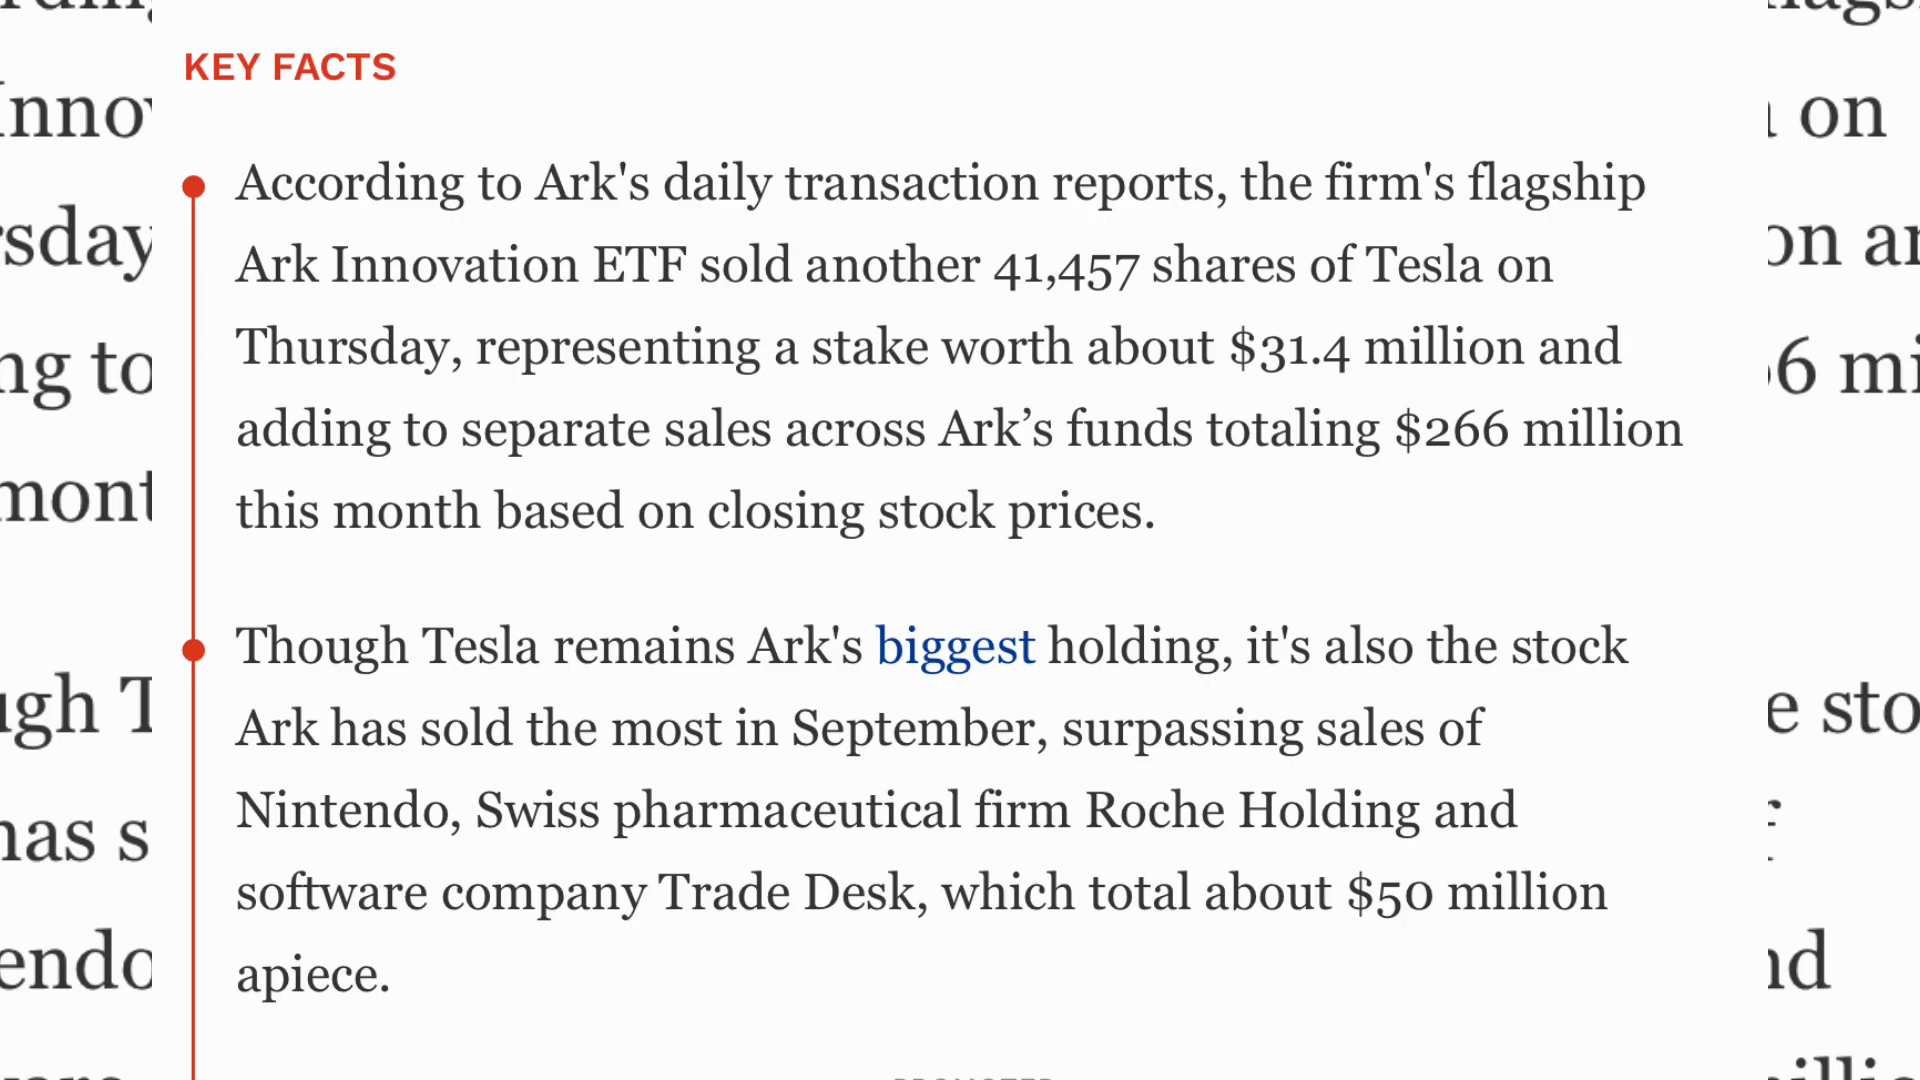 KEY FACTS
According to Ark's daily transaction reports, the firm's flagship
Ark Innovation ETF sold another 41,457 shares of Tesla on
Thursday, representing a stake worth about $31.4 million and
adding to separate sales across Ark’s funds totaling $266 million
this month based on closing stock prices.
Though Tesla remains Ark's biggest holding, it's also the stock
Ark has sold the most in September, surpassing sales of
Nintendo, Swiss pharmaceutical firm Roche Holding and
software company Trade Desk, which total about $50 million
apiece.